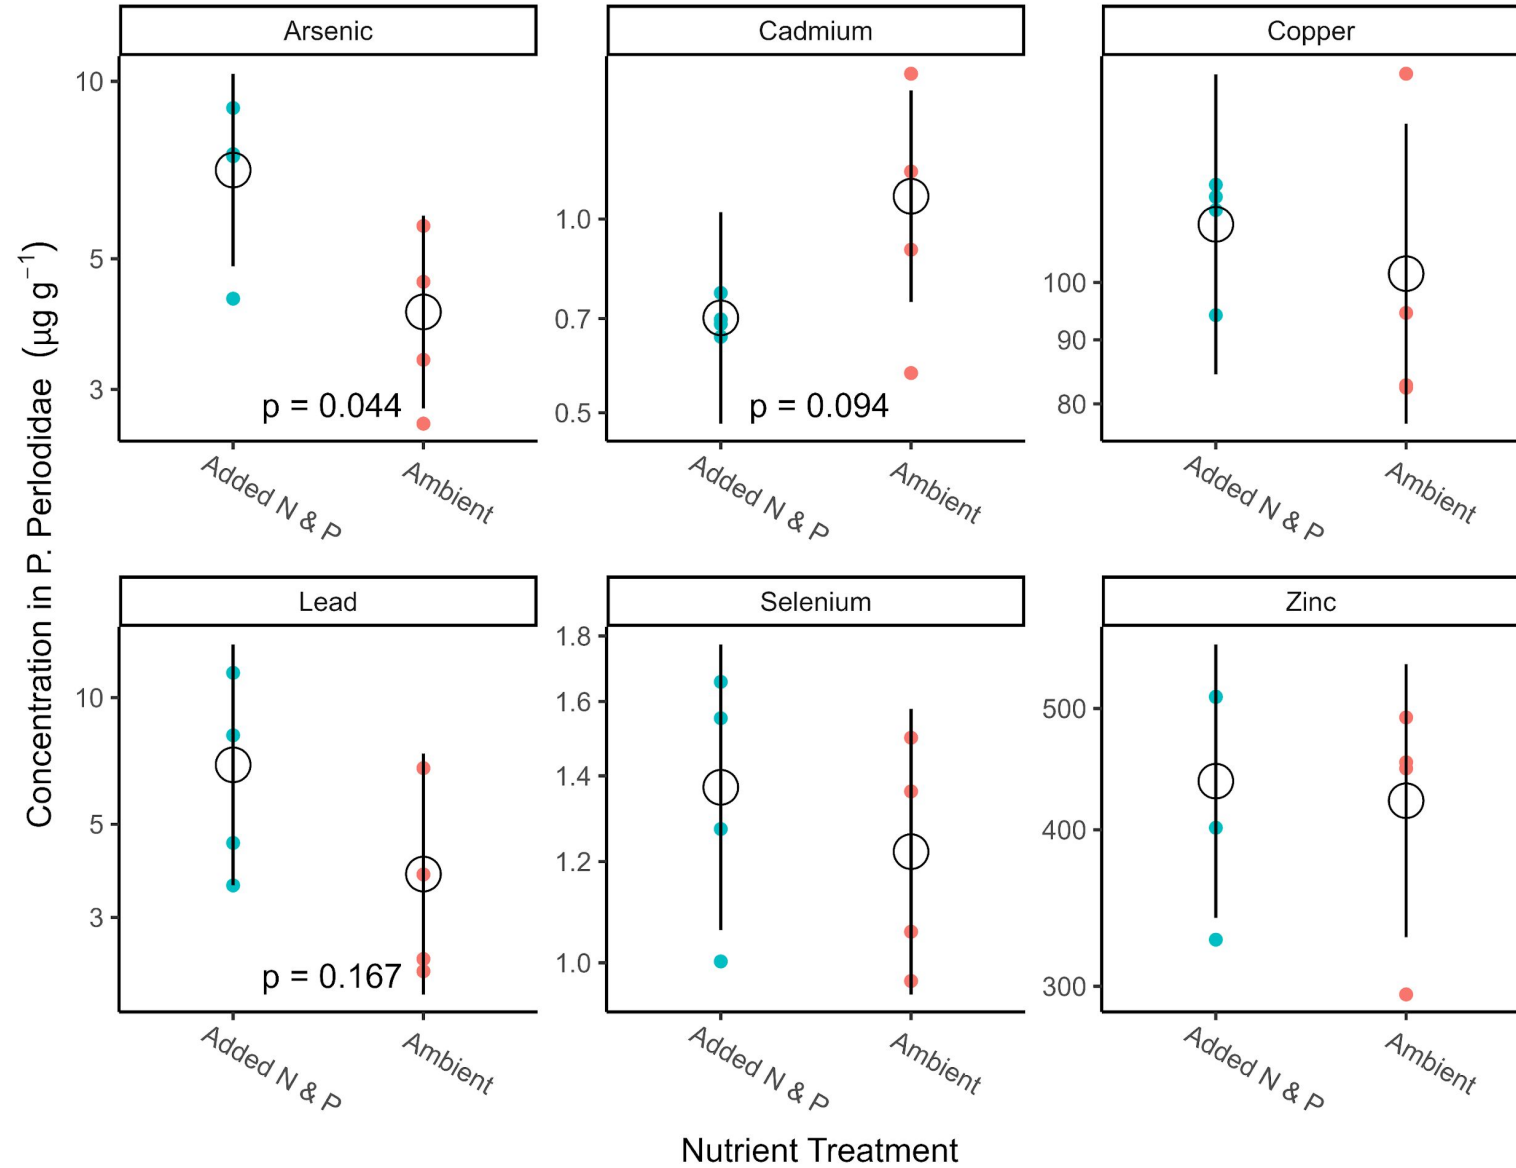 Arsenic
Cadmium
Copper
10
5
3
p = 0.044
1.0
0.7
0.5
p = 0.094
100
90
80
Added N & P
Ambient
Added N & P
Ambient
Added N & P
Ambient
Concentration in P. Perlodidae (µg g⁻¹)
Lead
Selenium
Zinc
10
5
3
p = 0.167
1.8
1.6
1.4
1.2
1.0
500
400
300
Added N & P
Ambient
Added N & P
Ambient
Added N & P
Ambient
Nutrient Treatment